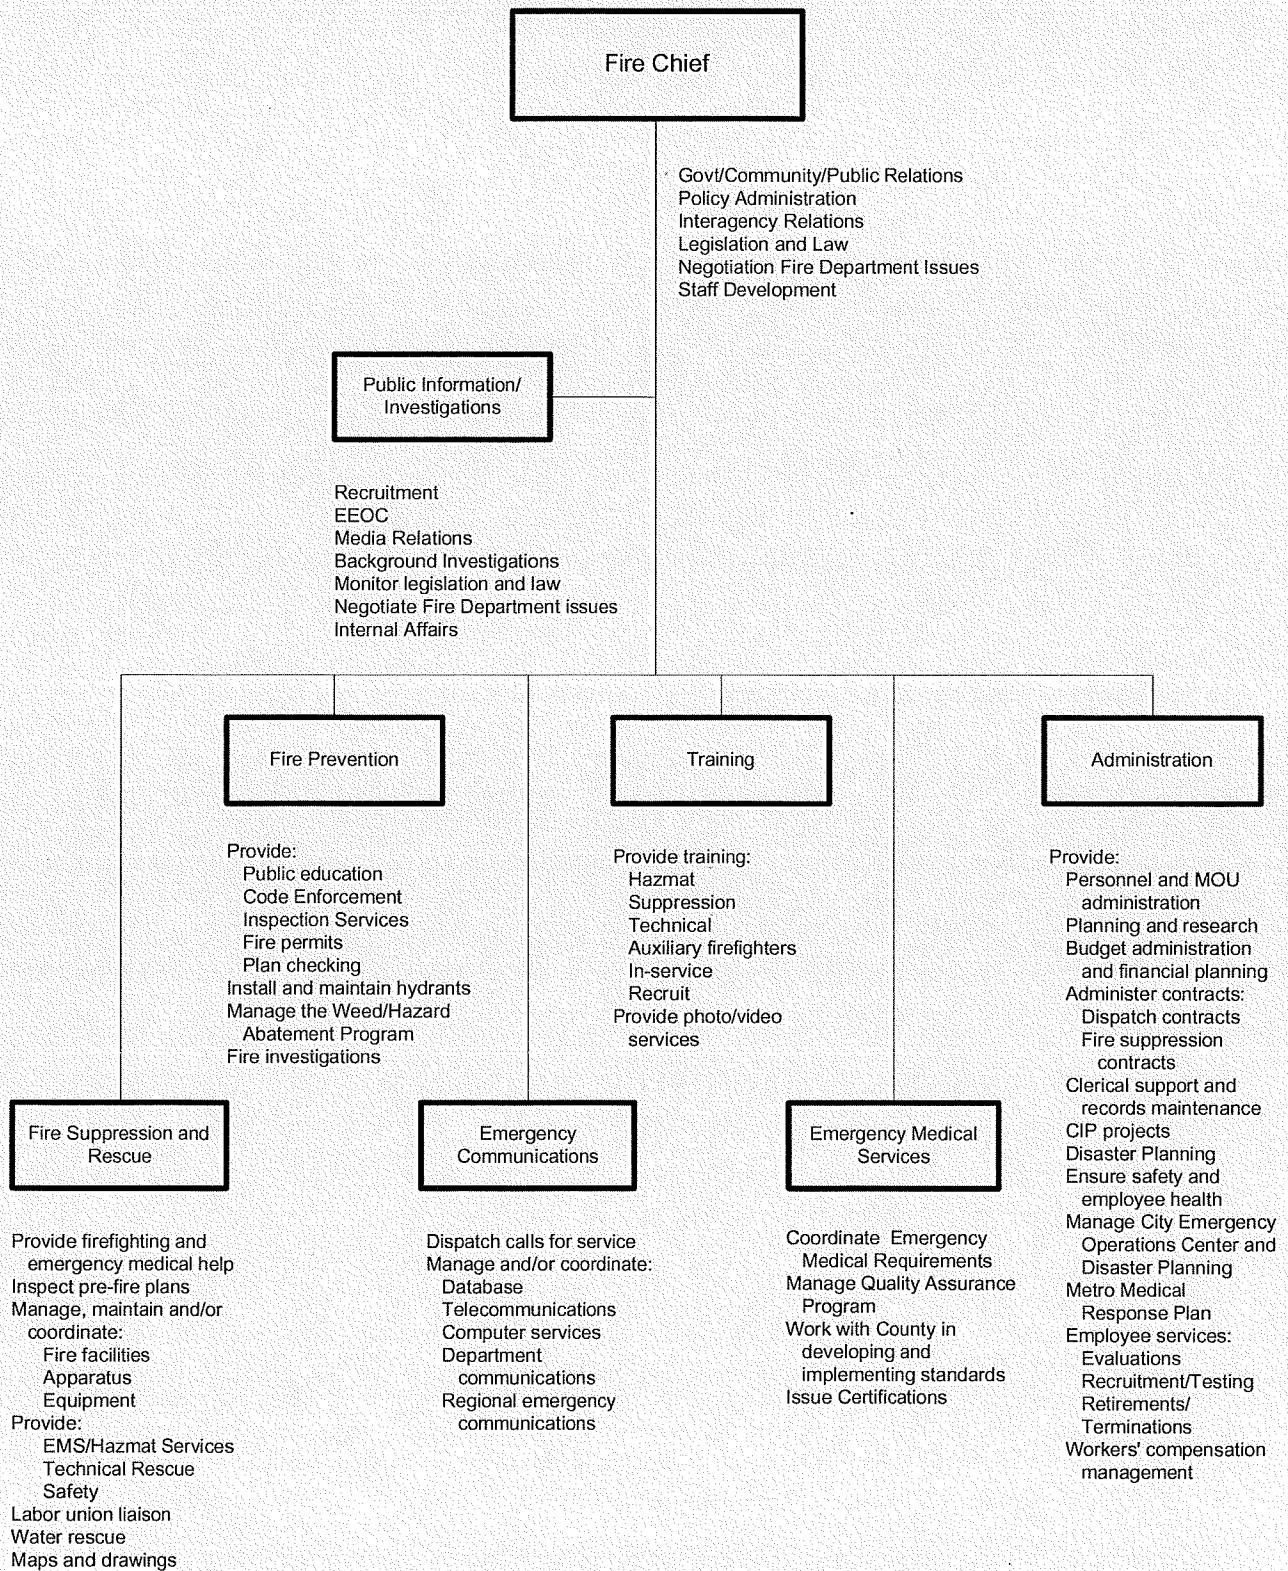 Fire Chief
Govt/Community/Public Relations
Policy Administration
Interagency Relations
Legislation and Law
Negotiation Fire Department Issues
Staff Development
Public Information/
Investigations
Recruitment
EEOC
Media Relations
Background Investigations
Monitor legislation and law
Negotiate Fire Department issues
Internal Affairs
Fire Prevention
Provide:
Public education
Code Enforcement
Inspection Services
Fire permits
Plan checking
Install and maintain hydrants
Manage the Weed/Hazard
Abatement Program
Fire investigations
Training
Provide training:
Hazmat
Suppression
Technical
Auxiliary firefighters
In-service
Recruit
Provide photo/video
services
Administration
Provide:
Personnel and MOU
administration
Planning and research
Budget administration
and financial planning
Administer contracts:
Dispatch contracts
Fire suppression
contracts
Clerical support and
records maintenance
CIP projects
Disaster Planning
Ensure safety and
employee health
Manage City Emergency
Operations Center and
Disaster Planning
Metro Medical
Response Plan
Employee services:
Evaluations
Recruitment/Testing
Retirements/
Terminations
Workers' compensation
management
Fire Suppression and
Rescue
Provide firefighting and
emergency medical help
Inspect pre-fire plans
Manage, maintain and/or
coordinate:
Fire facilities
Apparatus
Equipment
Provide:
EMS/Hazmat Services
Technical Rescue
Safety
Labor union liaison
Water rescue
Maps and drawings
Emergency
Communications
Dispatch calls for service
Manage and/or coordinate:
Database
Telecommunications
Computer services
Department
communications
Regional emergency
communications
Emergency Medical
Services
Coordinate Emergency
Medical Requirements
Manage Quality Assurance
Program
Work with County in
developing and
implementing standards
Issue Certifications